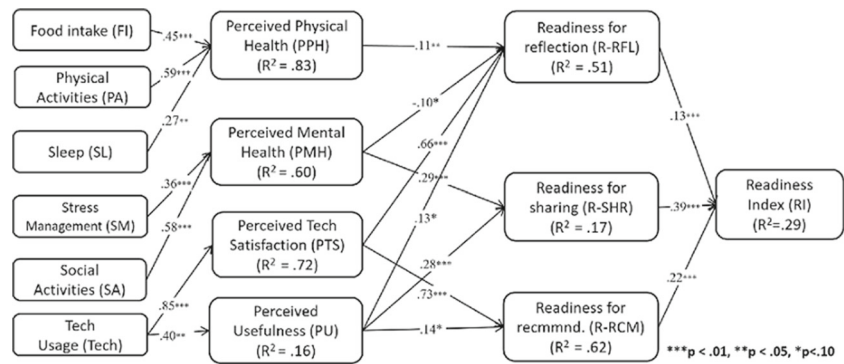 Food intake (FI)
Physical
Activities (PA)
Sleep (SL)
Stress
Management (SM)
Social
Activities (SA)
Tech
Usage (Tech)
.45***
.59***
.27**
.36***
.58***
.85***
.40**
Perceived Physical
Health (PPH)
(R² = .83)
Perceived Mental
Health (PMH)
(R² = .60)
Perceived Tech
Satisfaction (PTS)
(R² = .72)
Perceived
Usefulness (PU)
(R² = .16)
.11**
-.10*
.66***
.29***
.13*
.28***
.73***
.14*
Readiness for
reflection (R-RFL)
(R² = .51)
Readiness for
sharing (R-SHR)
(R² = .17)
Readiness for
recmmnd. (R-RCM)
(R² = .62)
.13***
.39***
.22***
Readiness
Index (RI)
(R²=.29)
***p < .01, **p < .05, *p<.10